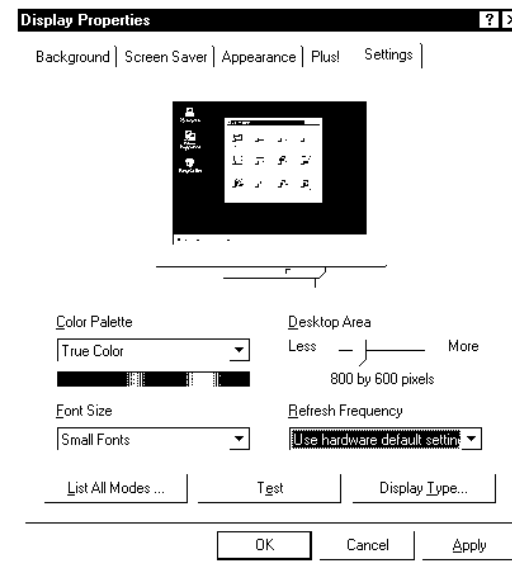 Display Properties ?
Background Screen Saver Appearance Plus! Settings
Color Palette
True Color
Desktop Area
Less More
800 by 600 pixels
Font Size
Small Fonts
Refresh Frequency
Use hardware default settin
List All Modes ... Test Display Type...
OK Cancel Apply